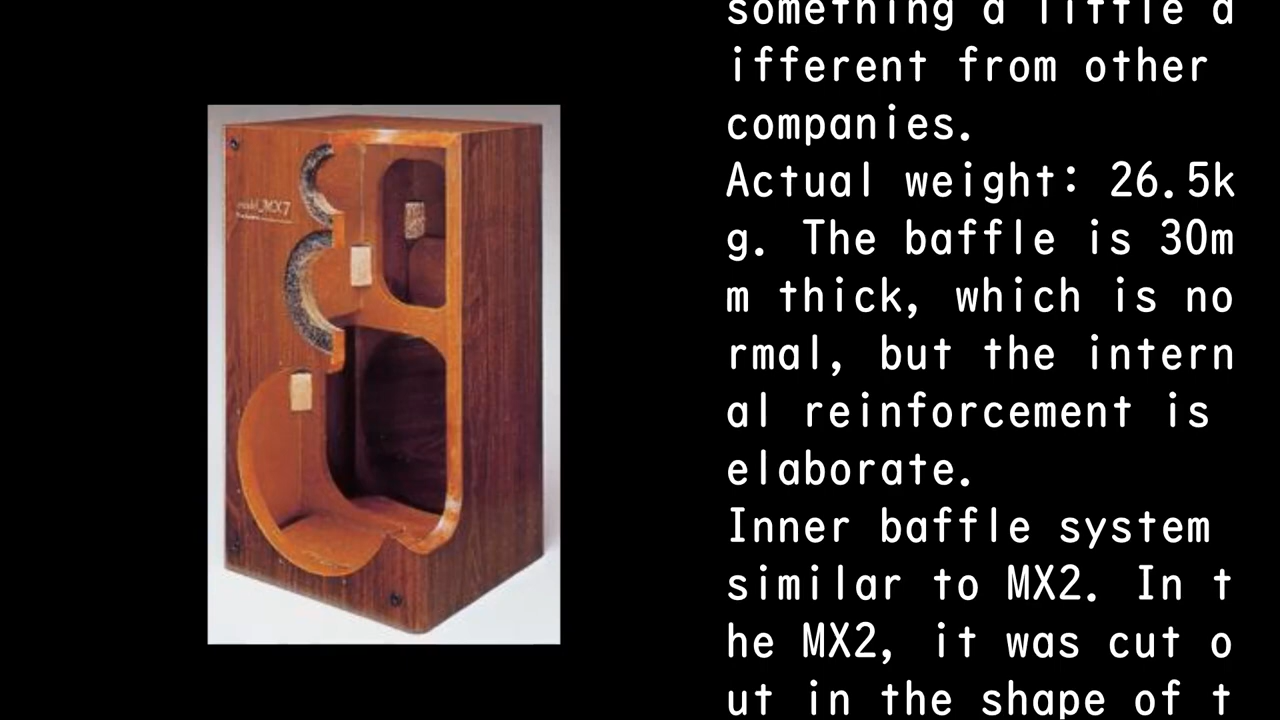 something a little d
ifferent from other
companies.
Actual weight: 26.5k
g. The baffle is 30m
m thick, which is no
rmal, but the intern
al reinforcement is
elaborate.
Inner baffle system
similar to MX2. In t
he MX2, it was cut o
ut in the shape of t
model MX7